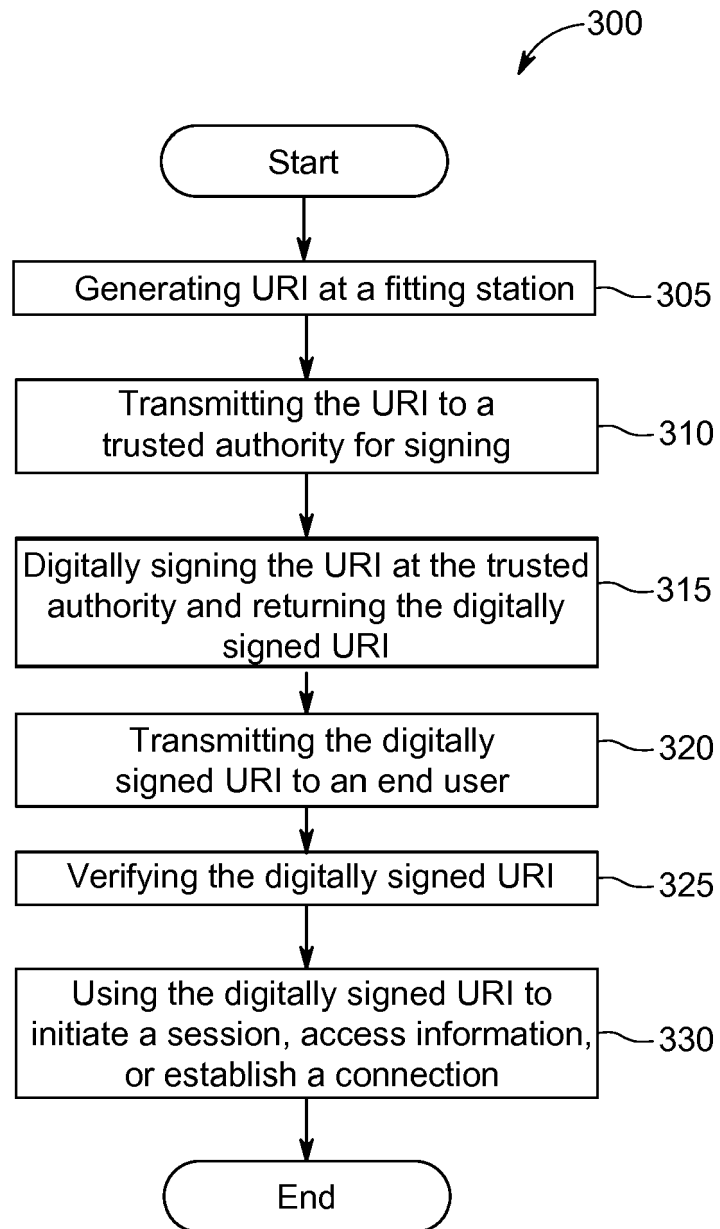 300
Start
Generating URI at a fitting station
305
Transmitting the URI to a
trusted authority for signing
310
Digitally signing the URI at the trusted
authority and returning the digitally
signed URI
315
Transmitting the digitally
signed URI to an end user
320
Verifying the digitally signed URI
325
Using the digitally signed URI to
initiate a session, access information,
or establish a connection
330
End